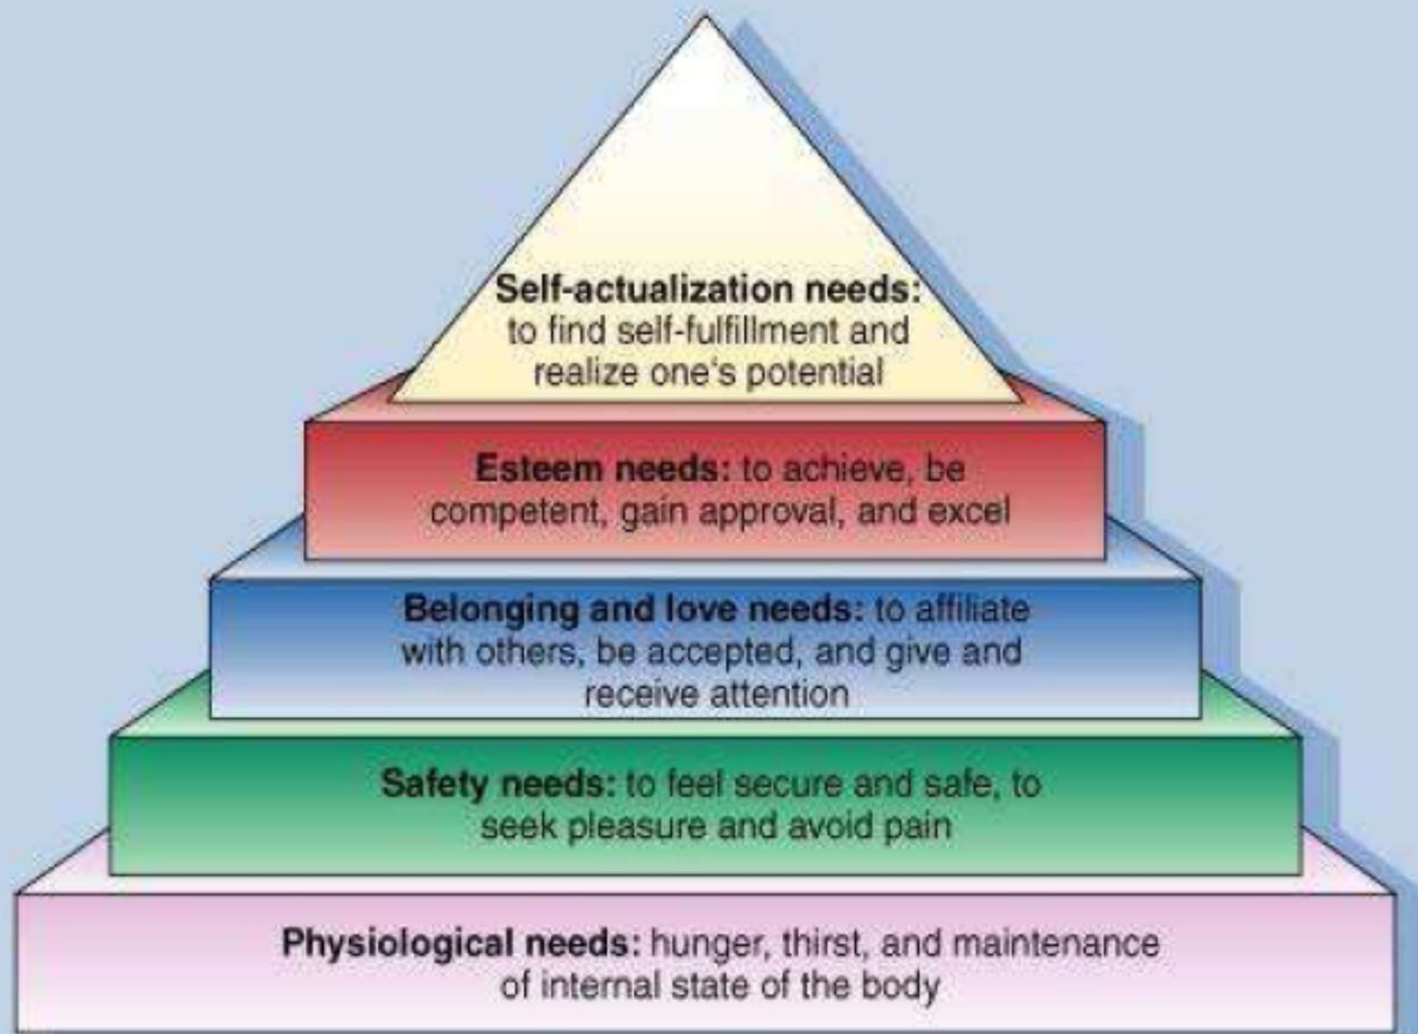 Self-actualization needs:
to find self-fulfillment and
realize one's potential
Esteem needs: to achieve, be
competent, gain approval, and excel
Belonging and love needs: to affiliate
with others, be accepted, and give and
receive attention
Safety needs: to feel secure and safe, to
seek pleasure and avoid pain
Physiological needs: hunger, thirst, and maintenance
of internal state of the body